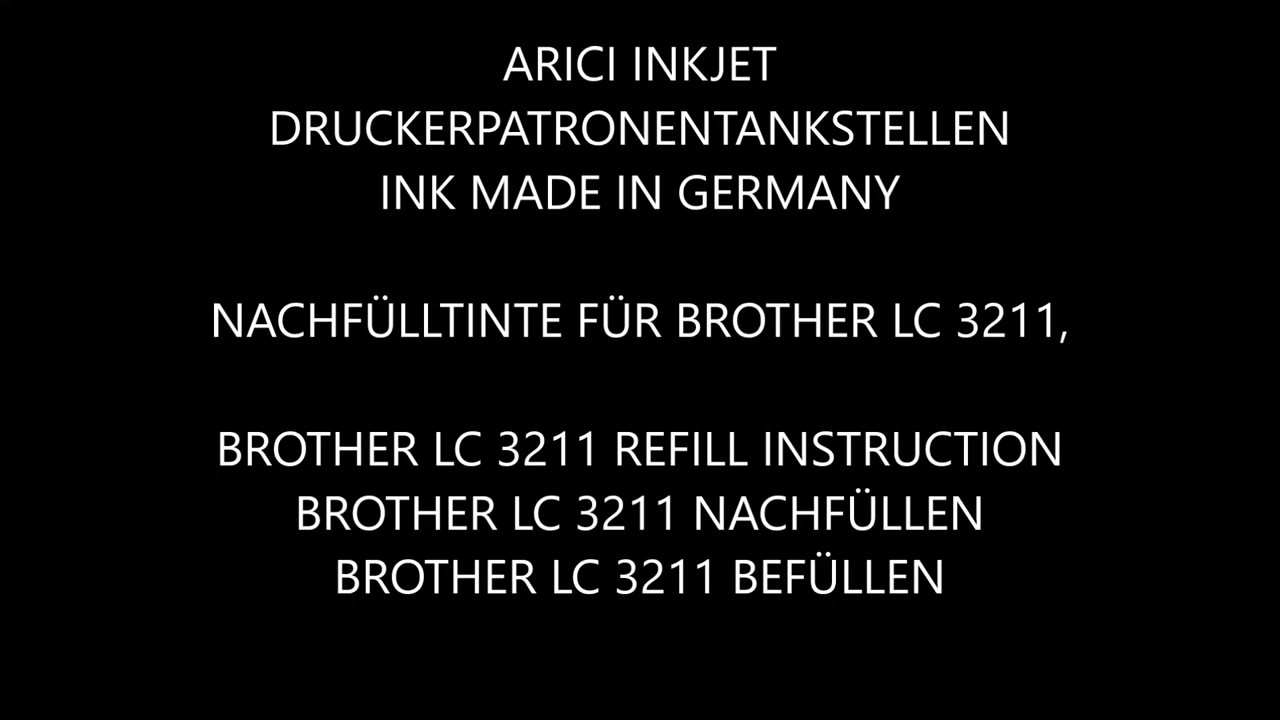 ARICI INKJET
DRUCKERPATRONENTANKSTELLEN
INK MADE IN GERMANY
NACHFÜLLTINTE FÜR BROTHER LC 3211,
BROTHER LC 3211 REFILL INSTRUCTION
BROTHER LC 3211 NACHFÜLLEN
BROTHER LC 3211 BEFÜLLEN